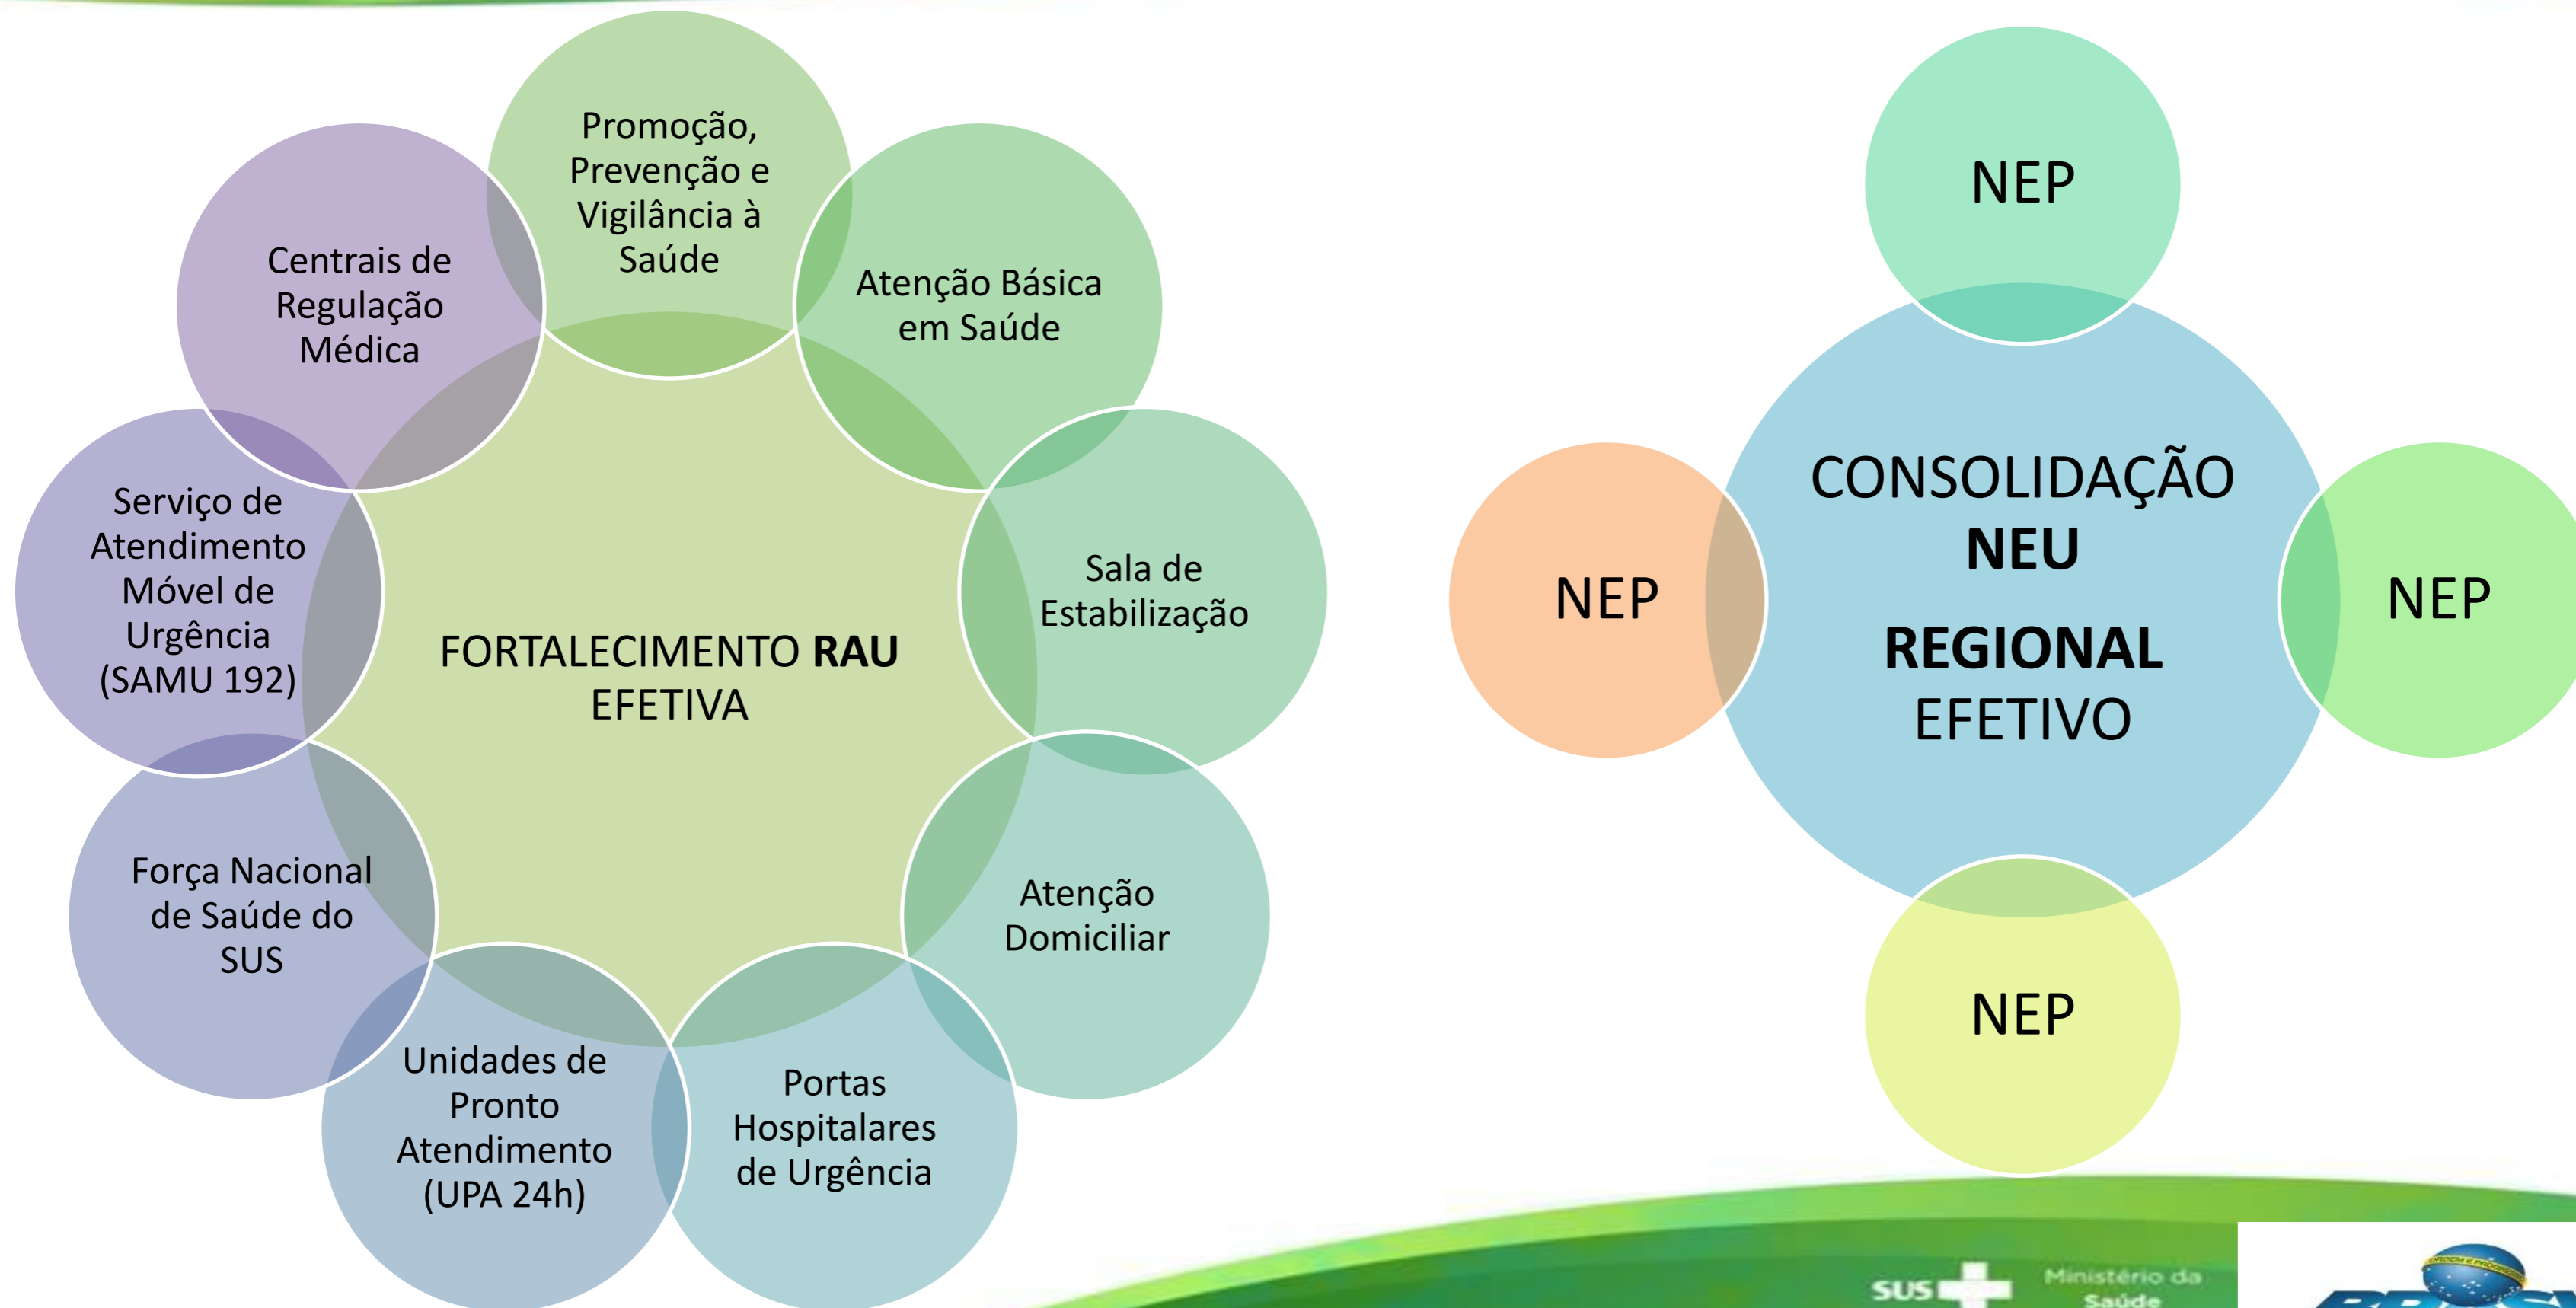 Promoção,
Prevenção e
Vigilância à
Saúde
Atenção Básica
em Saúde
Sala de
Estabilização
Atenção
Domiciliar
Portas
Hospitalares
de Urgência
Unidades de
Pronto
Atendimento
(UPA 24h)
Força Nacional
de Saúde do
SUS
Serviço de
Atendimento
Móvel de
Urgência
(SAMU 192)
Centrais de
Regulação
Médica
FORTALECIMENTO RAU
EFETIVA
NEP
NEP
NEP
NEP
CONSOLIDAÇÃO
NEU
REGIONAL
EFETIVO
SUS
Ministério da
Saúde
ORDEM E PROGRESSO